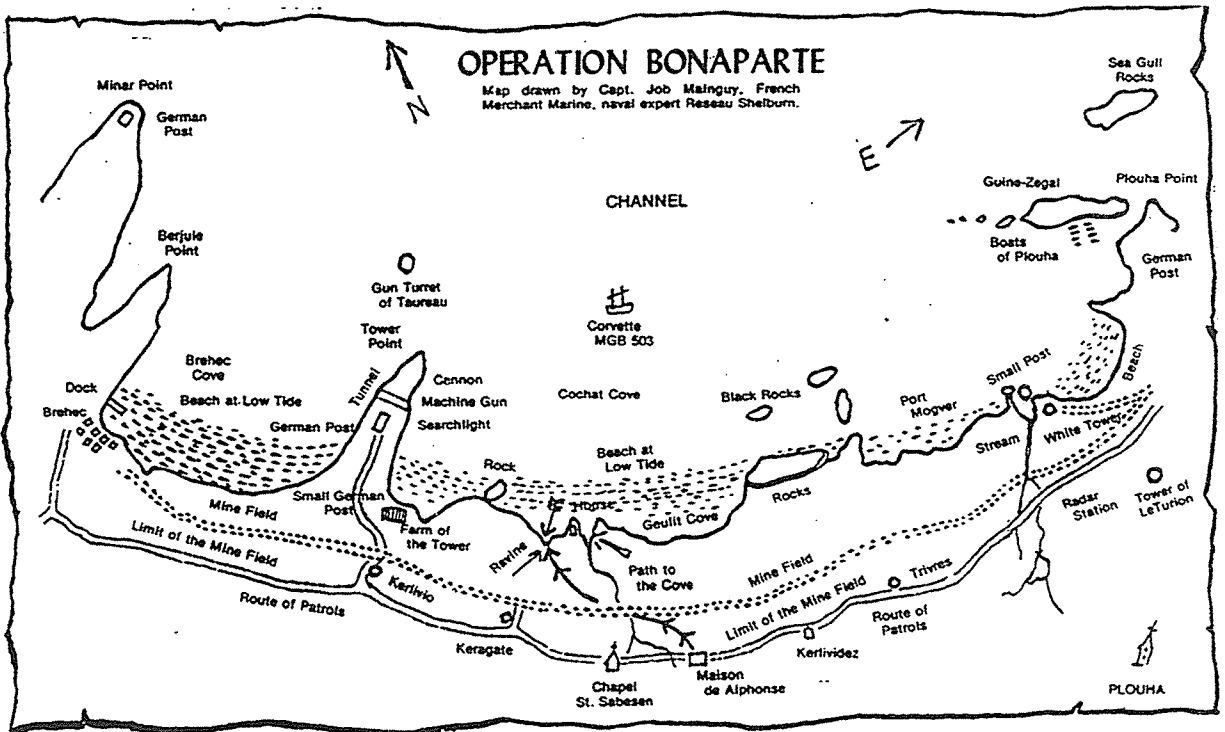 OPERATION BONAPARTE
Map drawn by Capt. Job Mainguy, French
Merchant Marine, naval expert Reseau Shelburn.
N
E
Sea Gull
Rocks
Minar Point
German
Post
CHANNEL
Guine-Zegal
Plouha Point
Boats
of Plouha
German
Post
Berjule
Point
Gun Turret
of Taureau
Corvette
MGB 503
Tower
Point
Brehec
Cove
Dock
Beach at Low Tide
Brehec
Tunnel
Cannon
Machine Gun
Searchlight
German Post
Cochat Cove
Black Rocks
Port
Mogver
Small Post
Beach
Stream
White Tower
Rock
Beach at
Low Tide
Rocks
Radar
Station
Tower of
LeTurion
Mine Field
Small German
Post
Farm of
the Tower
House
Geulit Cove
Limit of the Mine Field
Ravine
Path to
the Cove
Mine Field
Route of Patrols
Kerlivio
Limit of the Mine Field
Trivres
Route of
Patrols
Keragate
Kerlividez
Chapel
St. Sabesen
Maison
de Alphonse
PLOUHA